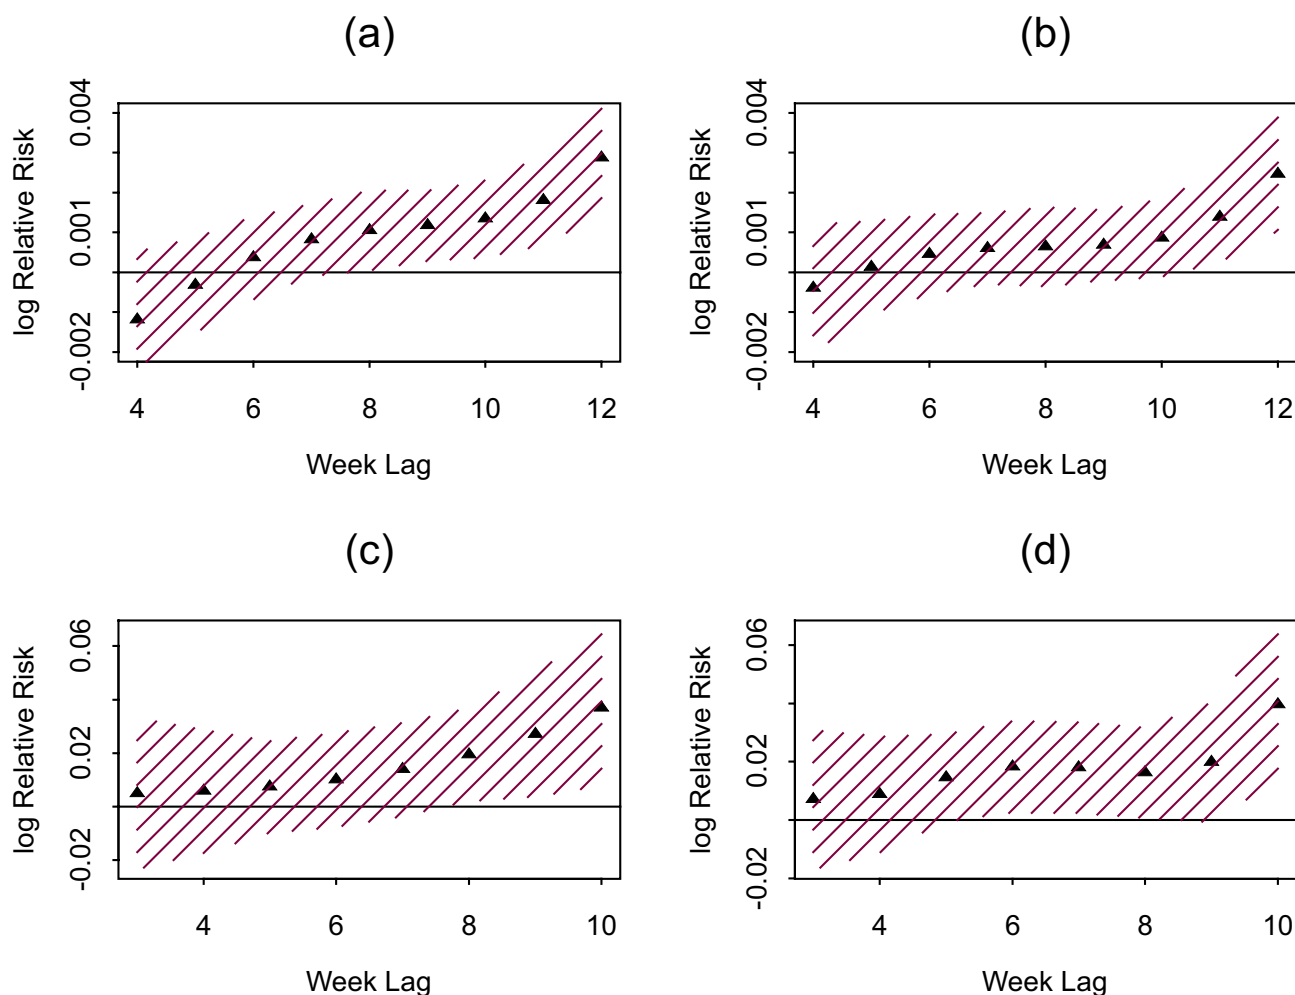 (a)
log Relative Risk
0.004
0.001
-0.002
4 6 8 10 12
Week Lag
(b)
log Relative Risk
0.004
0.001
-0.002
4 6 8 10 12
Week Lag
(c)
log Relative Risk
0.06
0.02
-0.02
4 6 8 10
Week Lag
(d)
log Relative Risk
0.06
0.02
-0.02
4 6 8 10
Week Lag